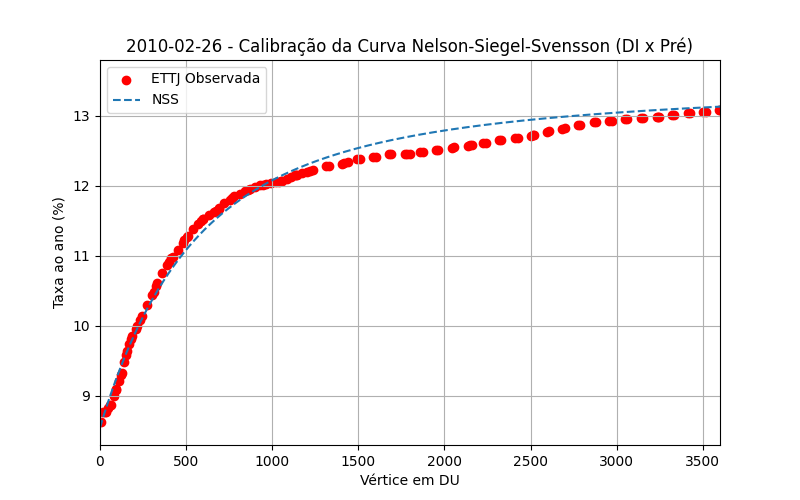 2010-02-26 - Calibração da Curva Nelson-Siegel-Svensson (DI x Pré)
ETTJ Observada
NSS
Taxa ao ano (%)
13
12
11
10
9
0 500 1000 1500 2000 2500 3000 3500
Vértice em DU